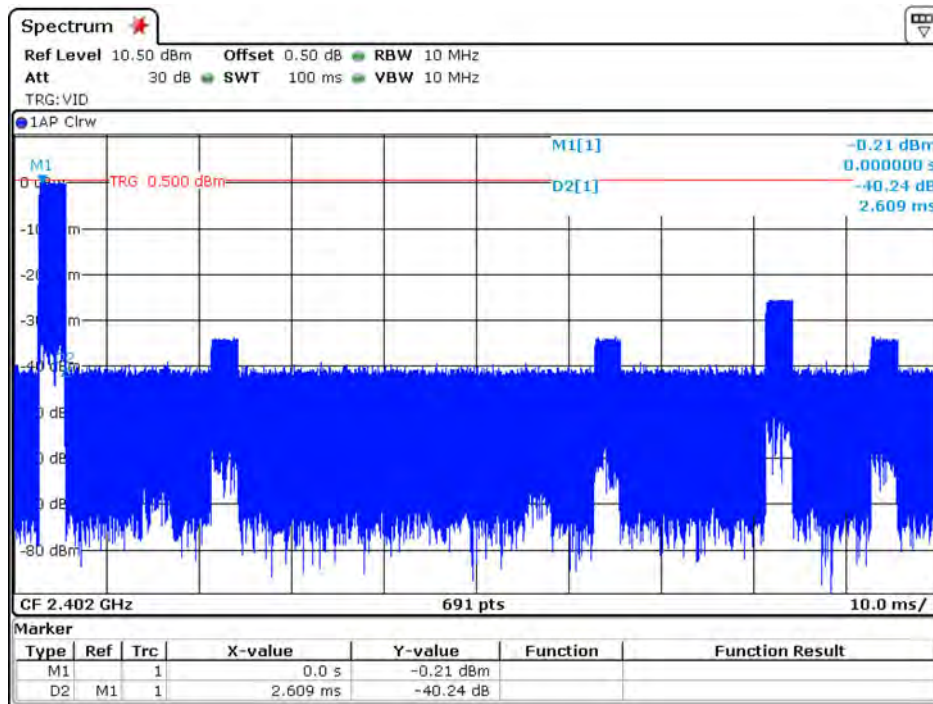 Spectrum
Ref Level 10.50 dBm Offset 0.50 dB RBW 10 MHz
Att 30 dB SWT 100 ms VBW 10 MHz
TRG:VID
1AP Clrw
M1[1] -0.21 dBm
0.000000 s
M1
TRG 0.500 dBm
D2[1] -40.24 dB
2.609 ms
-80 dBm
CF 2.402 GHz 691 pts 10.0 ms/
Marker
Type Ref Trc X-value Y-value Function Function Result
M1 1 0.0 s -0.21 dBm
D2 M1 1 2.609 ms -40.24 dB